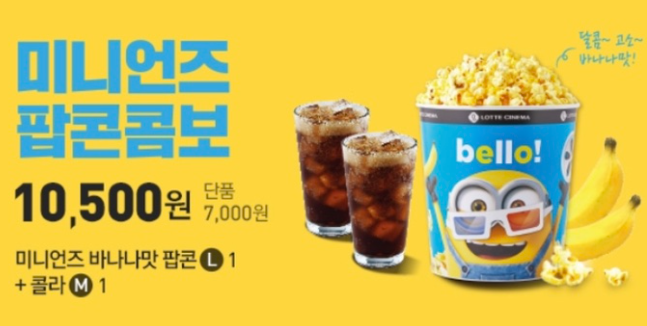 미니언즈
팝콘콤보
10,500원 단품
7,000원
미니언즈 바나나맛 팝콘 L 1
+ 콜라 M 1
달콤~ 고소~
바나나맛!
LOTTE CINEMA
bello!